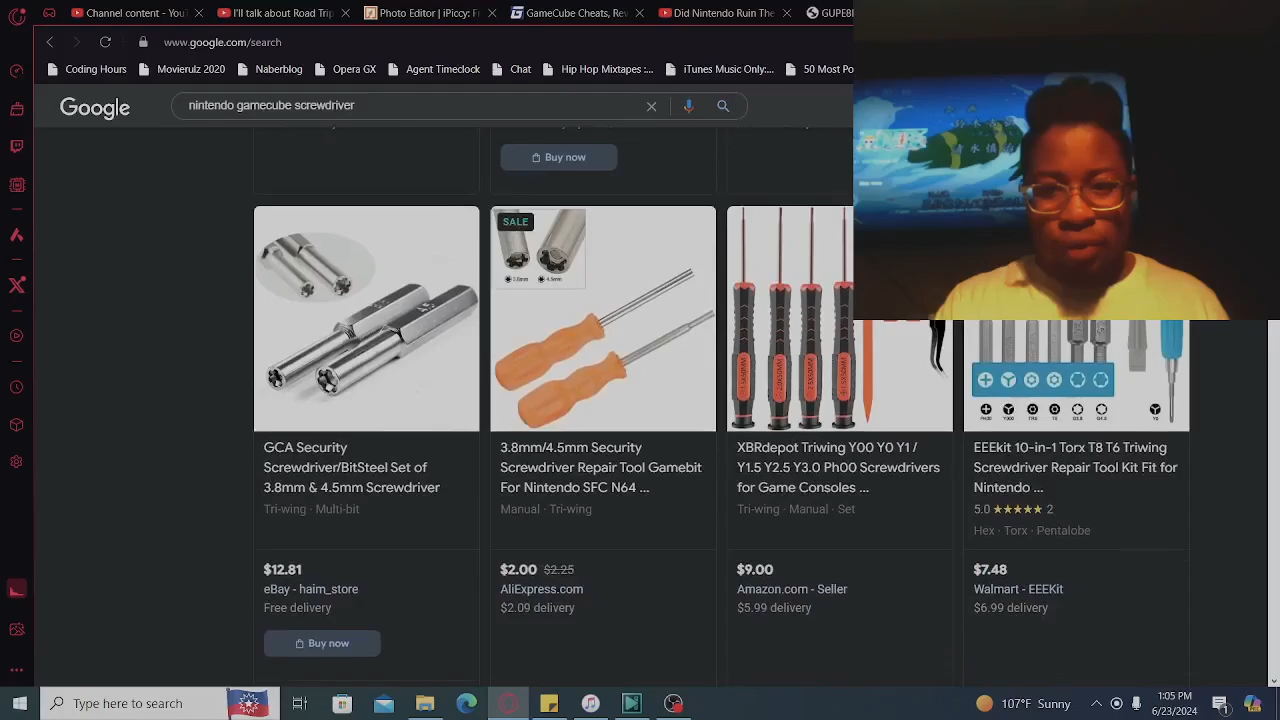 Channel content - You
I'll talk about Road Trip
Photo Editor | iPiccy: Fr
GameCube Cheats, Rev
Did Nintendo Ruin The
GUPEB
www.google.com/search
Coding Hours
Movierulz 2020
Naberblog
Opera GX
Agent Timeclock
Chat
Hip Hop Mixtapes :...
iTunes Music Only:...
50 Most Po
Google
nintendo gamecube screwdriver
Buy now
SALE
3.8mm
4.5mm
GCA Security
Screwdriver/BitSteel Set of
3.8mm & 4.5mm Screwdriver
Tri-wing · Multi-bit
$12.81
eBay - haim_store
Free delivery
Buy now
3.8mm/4.5mm Security
Screwdriver Repair Tool Gamebit
For Nintendo SFC N64 ...
Manual · Tri-wing
$2.00 $2.25
AliExpress.com
$2.09 delivery
XBRdepot Triwing Y00 Y0 Y1 /
Y1.5 Y2.5 Y3.0 Ph00 Screwdrivers
for Game Consoles ...
Tri-wing · Manual · Set
$9.00
Amazon.com - Seller
$5.99 delivery
EEEkit 10-in-1 Torx T8 T6 Triwing
Screwdriver Repair Tool Kit Fit for
Nintendo ...
5.0 ★★★★★ 2
Hex · Torx · Pentalobe
$7.48
Walmart - EEEKit
$6.99 delivery
Type here to search
107°F Sunny
1:05 PM
6/23/2024